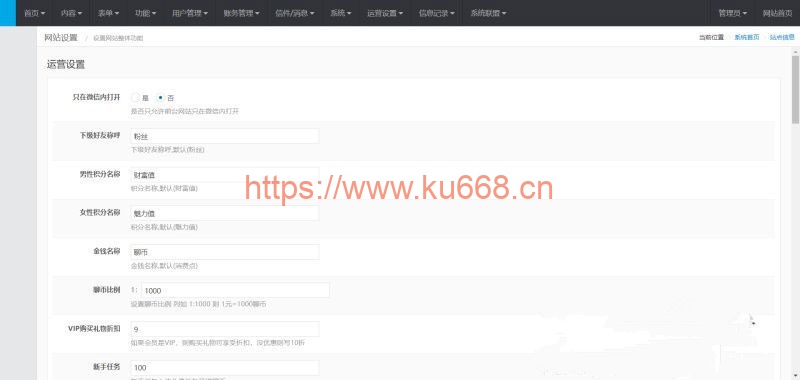 首页 内容 表单 功能 用户管理 账务管理 信件/消息 系统 运营设置 信息记录 系统联盟 管理员 网站首页
网站设置 / 设置网站整体功能 当前位置 系统首页 站点信息
运营设置
只在微信内打开 是 否
是否只允许前台网站只在微信内打开
下级好友称呼 粉丝
下级好友称呼,默认(粉丝)
男性积分名称 财富值
积分名称,默认(财富值)
https://www.ku668.cn
女性积分名称 魅力值
积分名称,默认(魅力值)
金钱名称 聊币
金钱名称,默认(消费点)
聊币比例 1: 1000
设置聊币比例 列如 1:1000 则 1元=1000聊币
VIP购买礼物折扣 9
如果会员是VIP，则购买礼物可享受折扣，没优惠则写10折
新手任务 100